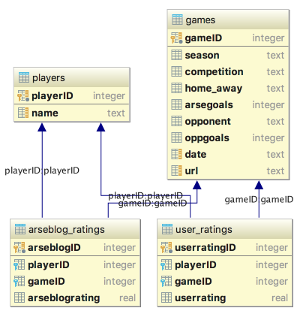 games
gameID integer
season text
competition text
home_away text
arsegoals integer
opponent text
oppgoals integer
date text
url text
players
playerID integer
name text
playerID:playerID
playerID:playerID
gameID:gameID
gameID:gameID
arseblog_ratings
arseblogID integer
playerID integer
gameID integer
arseblograting real
user_ratings
userratingID integer
playerID integer
gameID integer
userrating real